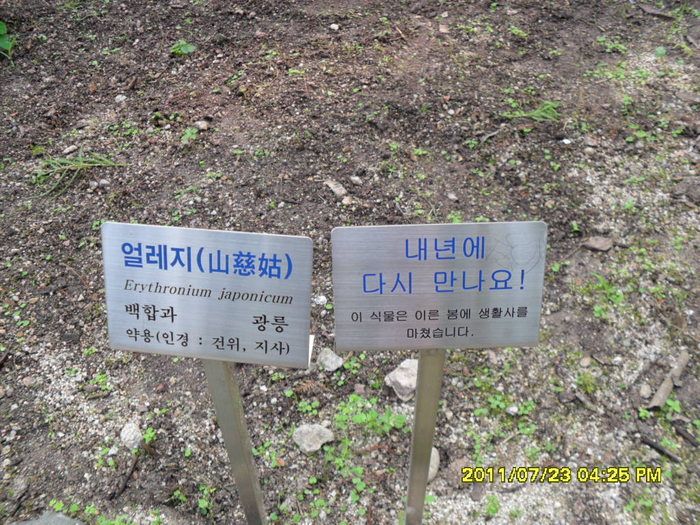 얼레지(山慈姑)
Erythronium japonicum
백합과 광릉
약용(인경 : 건위, 지사)
내년에
다시 만나요!
이 식물은 이른 봄에 생활사를
마쳤습니다.
2011/07/23 04:25 PM